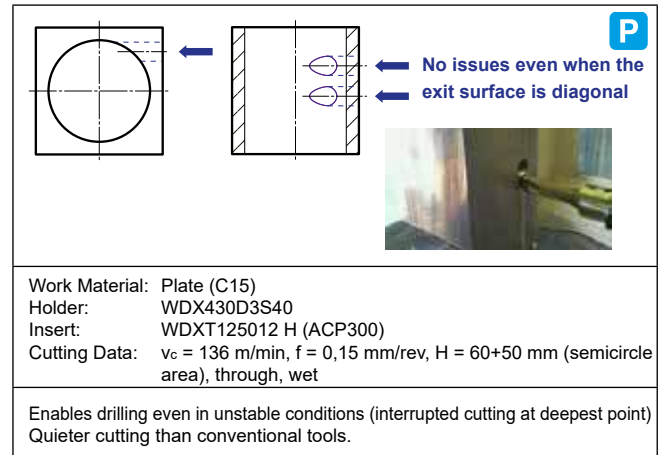 P
No issues even when the
exit surface is diagonal
Work Material: Plate (C15)
Holder: WDX430D3S40
Insert: WDXT125012 H (ACP300)
Cutting Data: vc = 136 m/min, f = 0,15 mm/rev, H = 60+50 mm (semicircle
area), through, wet
Enables drilling even in unstable conditions (interrupted cutting at deepest point)
Quieter cutting than conventional tools.